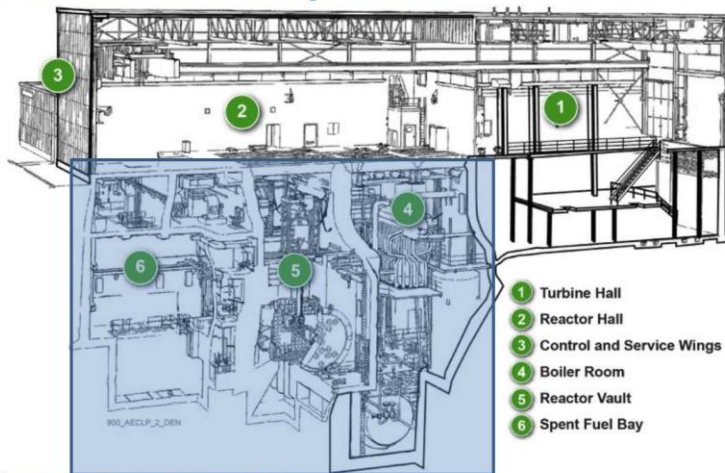 3
2
1
4
6
5
1 Turbine Hall
2 Reactor Hall
3 Control and Service Wings
4 Boiler Room
5 Reactor Vault
6 Spent Fuel Bay
900_AECLP_2_DEN